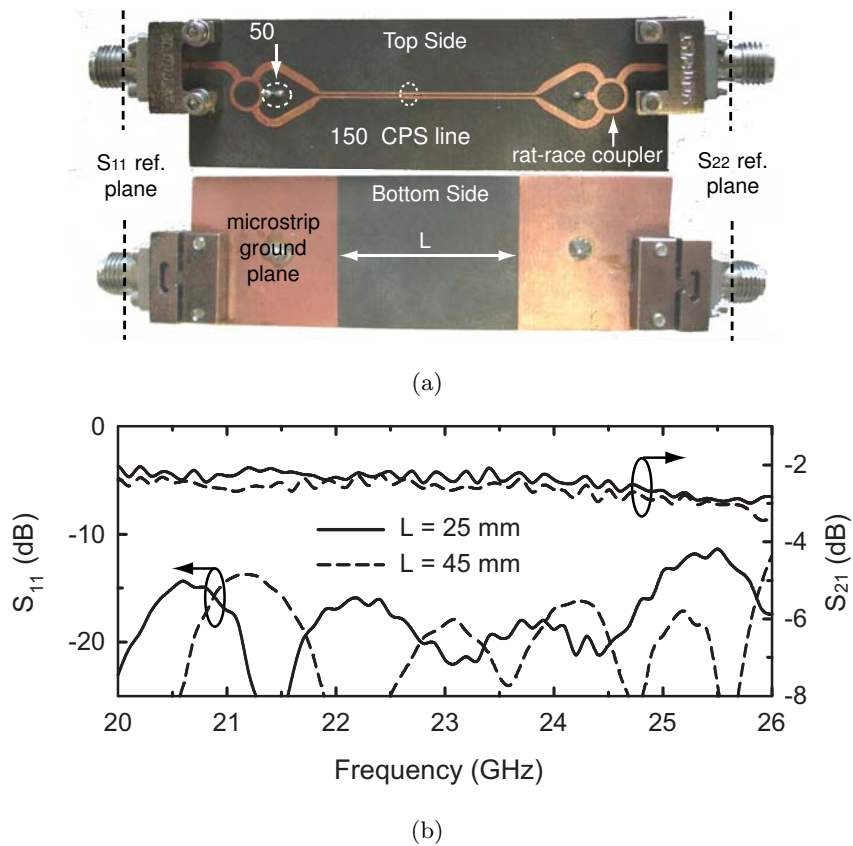 50
Top Side
150 CPS line
rat-race coupler
S11 ref.
plane
S22 ref.
plane
Bottom Side
microstrip
ground
plane
L
(a)
0
-10
-20
S11 (dB)
-2
-4
-6
-8
S21 (dB)
L = 25 mm
L = 45 mm
20 21 22 23 24 25 26
Frequency (GHz)
(b)